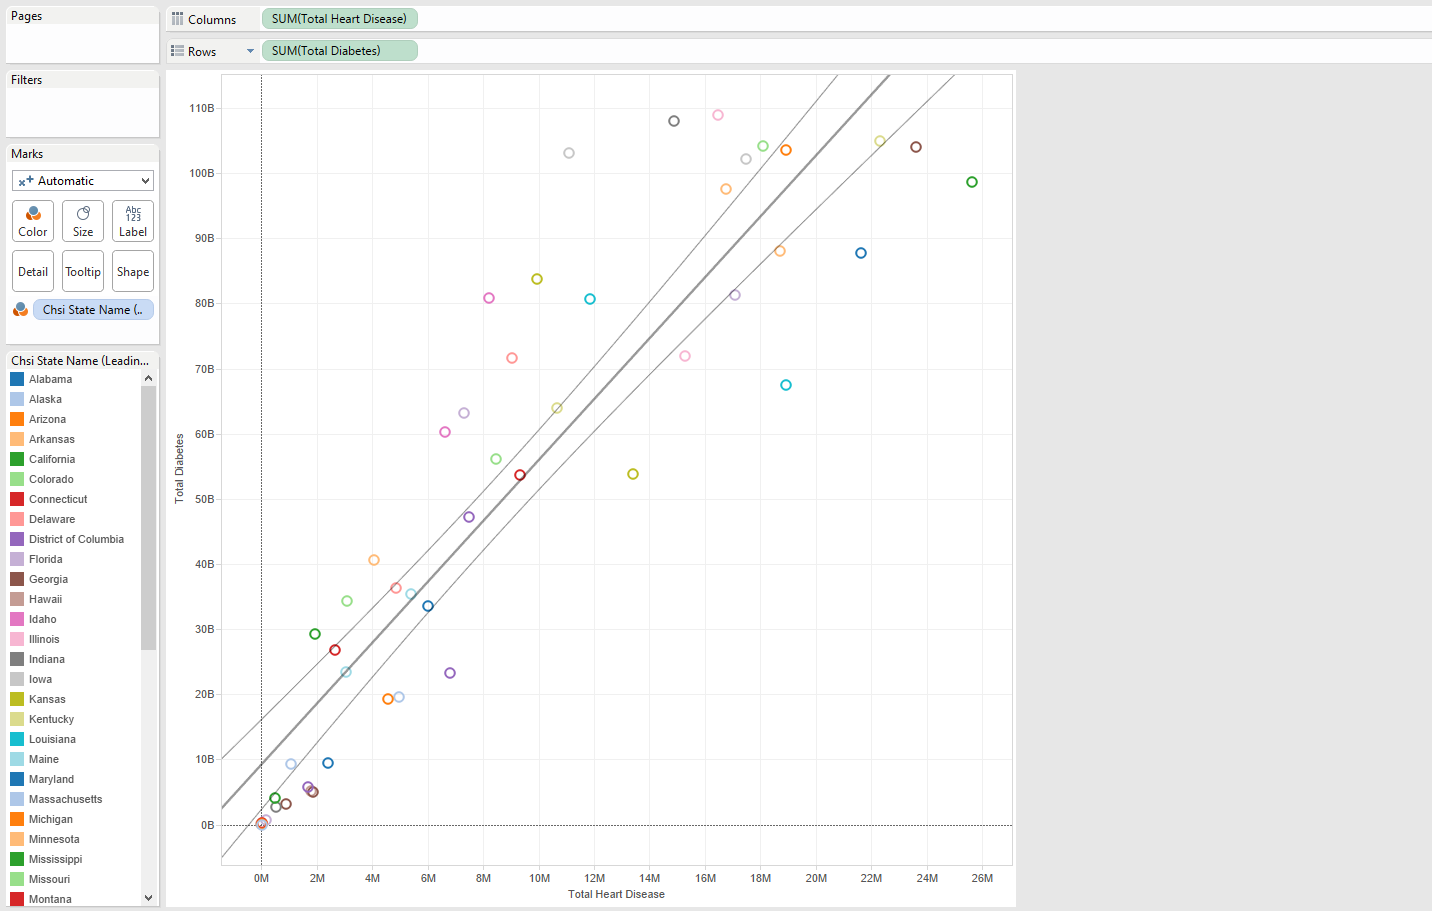 Pages
Columns SUM(Total Heart Disease)
Rows SUM(Total Diabetes)
Filters
Marks
Automatic
Color Size Abc 123 Label
Detail Tooltip Shape
Chsi State Name (..
Chsi State Name (Leadin...
Alabama
Alaska
Arizona
Arkansas
California
Colorado
Connecticut
Delaware
District of Columbia
Florida
Georgia
Hawaii
Idaho
Illinois
Indiana
Iowa
Kansas
Kentucky
Louisiana
Maine
Maryland
Massachusetts
Michigan
Minnesota
Mississippi
Missouri
Montana
Total Diabetes
110B
100B
90B
80B
70B
60B
50B
40B
30B
20B
10B
0B
0M 2M 4M 6M 8M 10M 12M 14M 16M 18M 20M 22M 24M 26M
Total Heart Disease